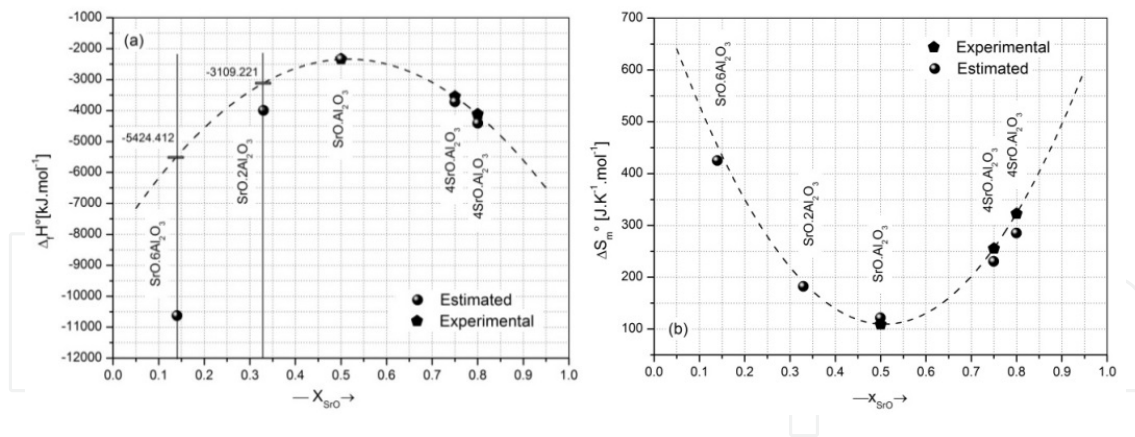 (a)
-1000
-2000
-3000
-4000
-5000
-6000
-7000
-8000
-9000
-10000
-11000
-12000
ΔfH° [kJ.mol⁻¹]
-5424.412
-3109.221
SrO.6Al₂O₃
SrO.2Al₂O₃
SrO.Al₂O₃
4SrO.Al₂O₃
4SrO.Al₂O₃
Estimated
Experimental
0.0 0.1 0.2 0.3 0.4 0.5 0.6 0.7 0.8 0.9 1.0
— X_SrO →
700
600
500
400
300
200
100
ΔSm° [J.K⁻¹.mol⁻¹]
SrO.6Al₂O₃
SrO.2Al₂O₃
SrO.Al₂O₃
4SrO.Al₂O₃
4SrO.Al₂O₃
Experimental
Estimated
(b)
0.0 0.1 0.2 0.3 0.4 0.5 0.6 0.7 0.8 0.9 1.0
—x_SrO→